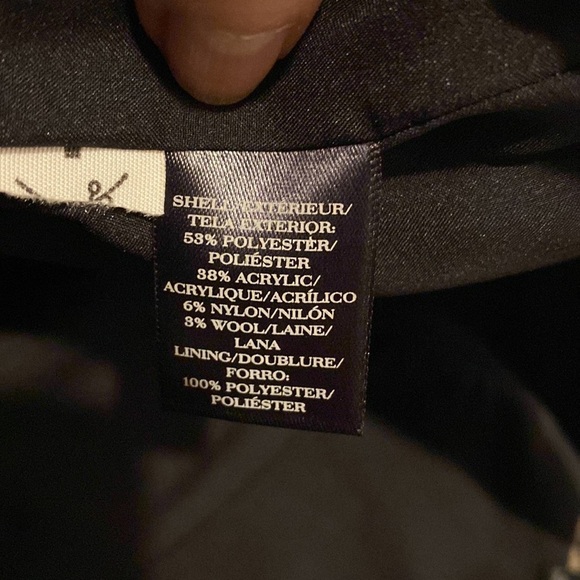 SHELL/EXTERIEUR/
TELA EXTERIOR:
53% POLYESTER/
POLIÉSTER
38% ACRYLIC/
ACRYLIQUE/ACRÍLICO
6% NYLON/NILÓN
3% WOOL/LAINE/
LANA
LINING/DOUBLURE/
FORRO:
100% POLYESTER/
POLIÉSTER